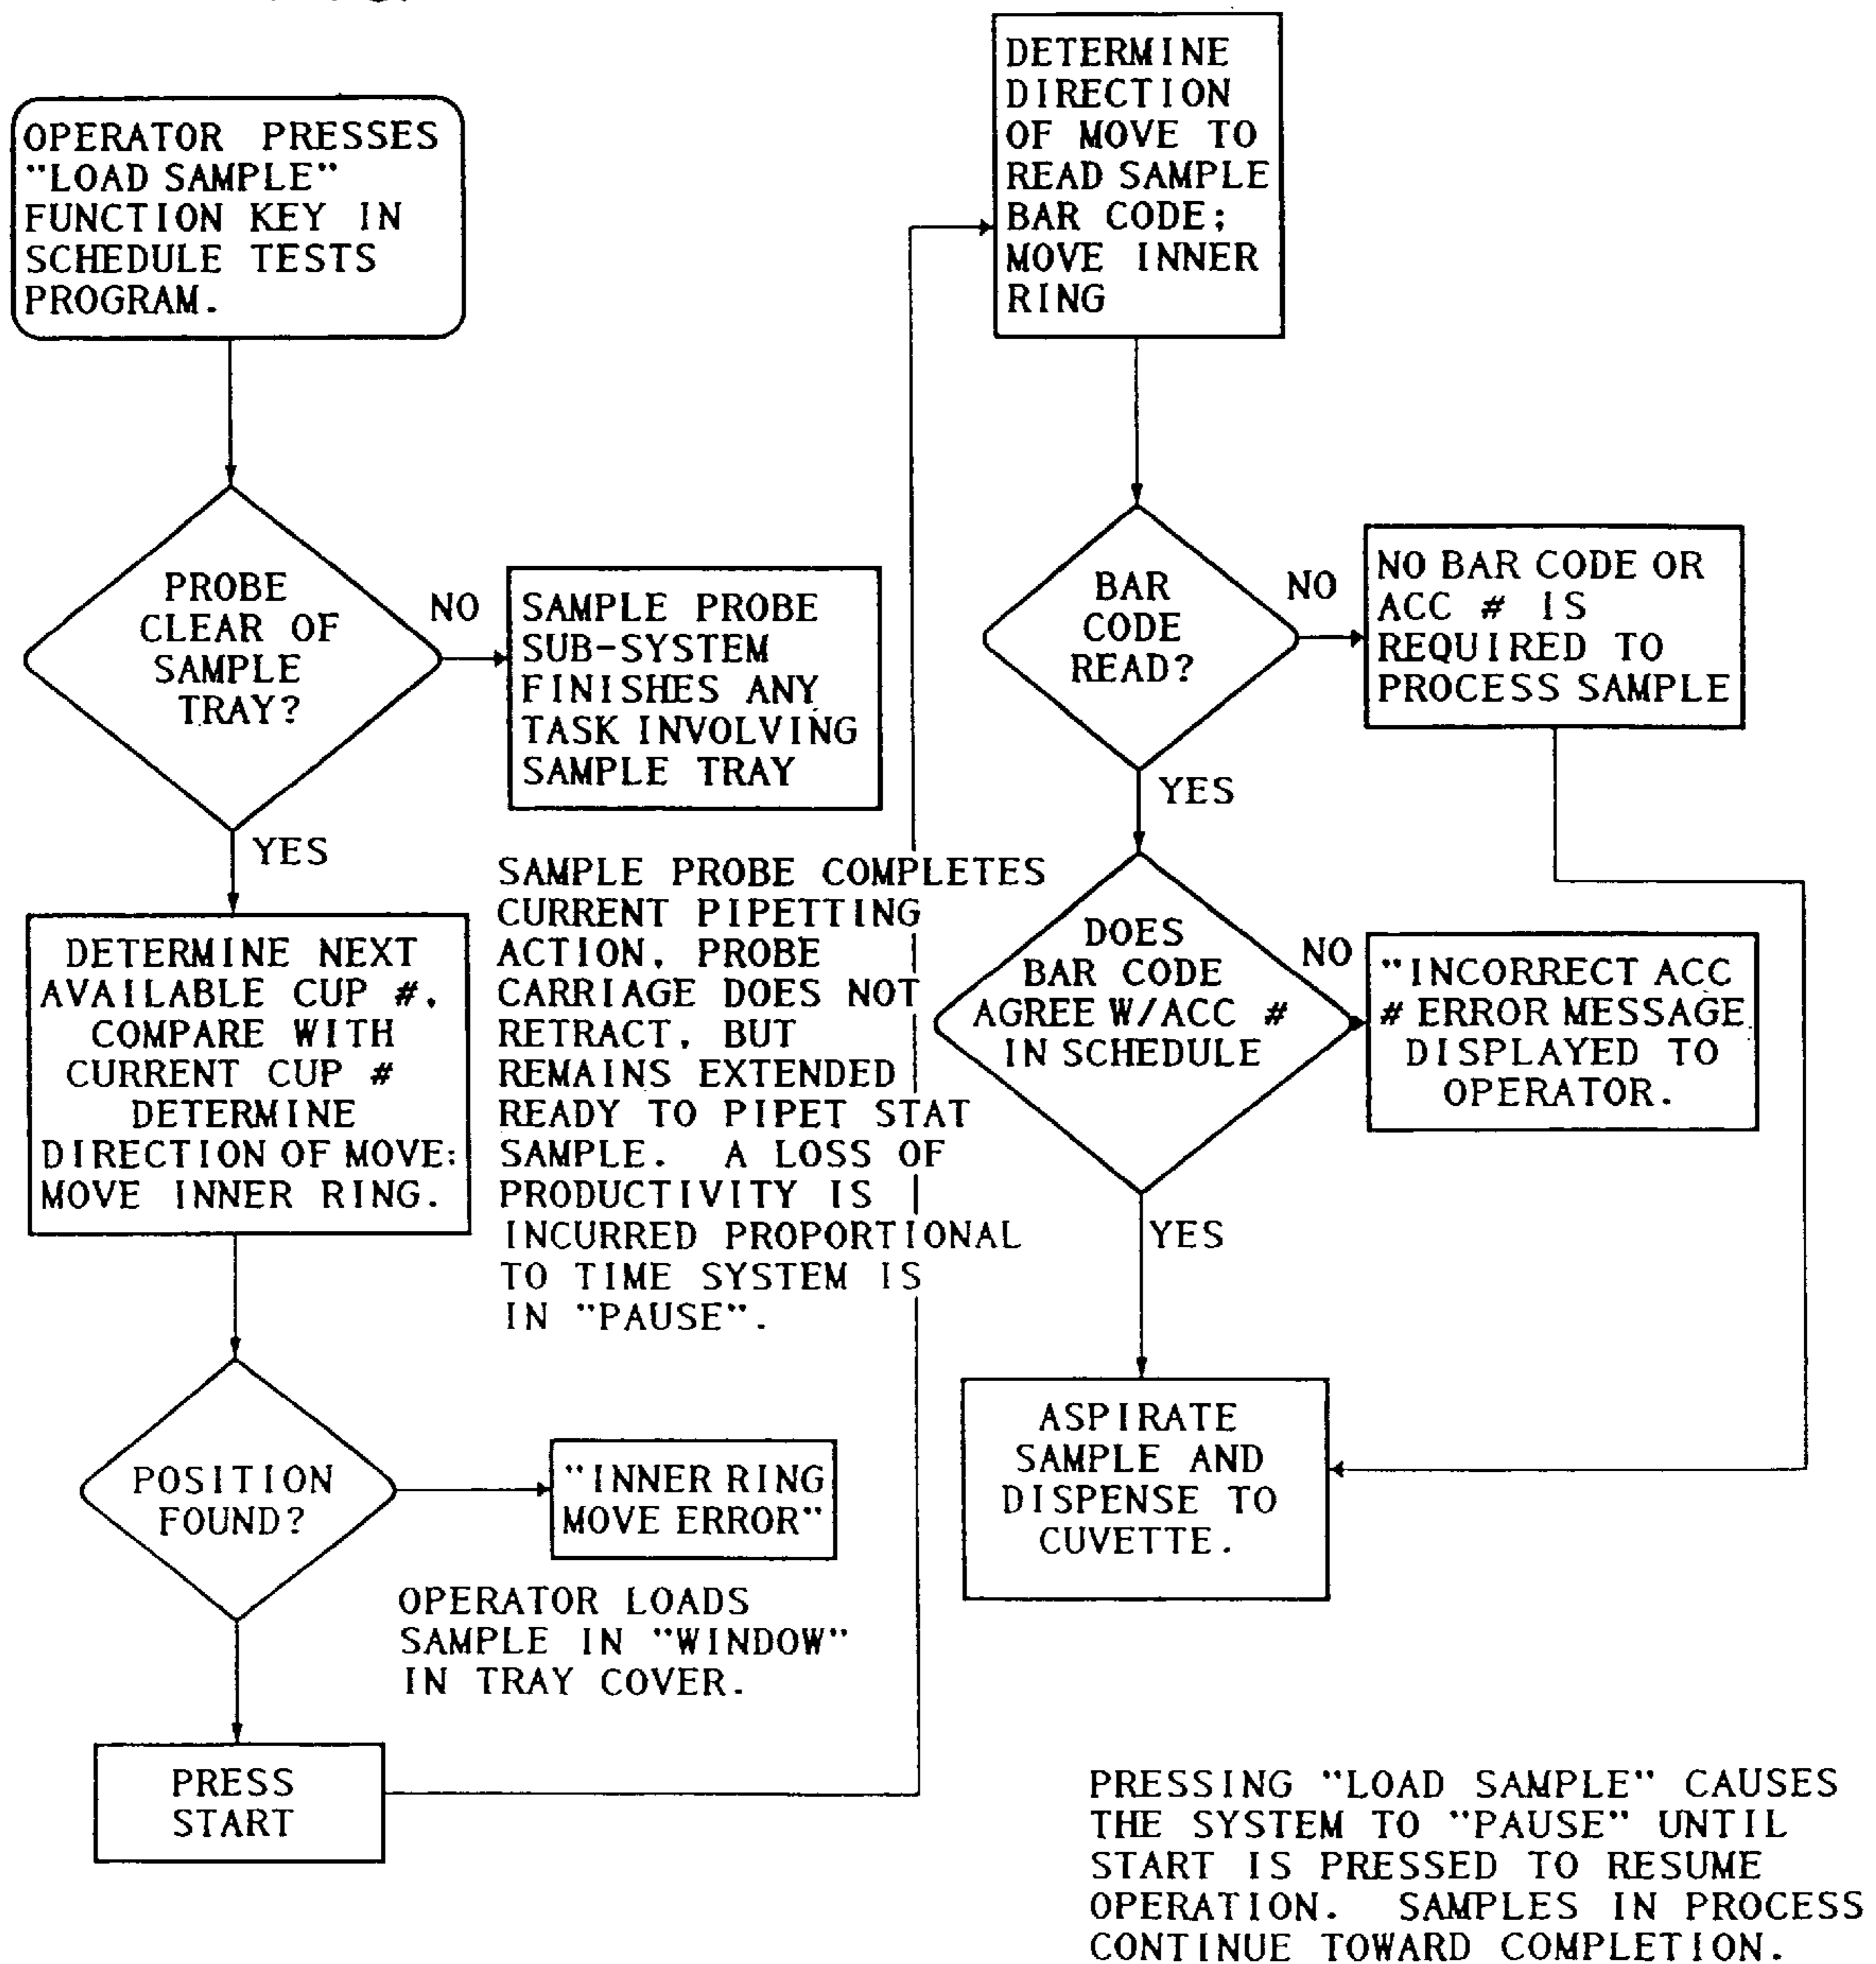 OPERATOR PRESSES
"LOAD SAMPLE"
FUNCTION KEY IN
SCHEDULE TESTS
PROGRAM.
PROBE
CLEAR OF
SAMPLE
TRAY?
NO
SAMPLE PROBE
SUB-SYSTEM
FINISHES ANY
TASK INVOLVING
SAMPLE TRAY
YES
DETERMINE NEXT
AVAILABLE CUP #.
COMPARE WITH
CURRENT CUP #
DETERMINE
DIRECTION OF MOVE:
MOVE INNER RING.
SAMPLE PROBE COMPLETES
CURRENT PIPETTING
ACTION. PROBE
CARRIAGE DOES NOT
RETRACT, BUT
REMAINS EXTENDED
READY TO PIPET STAT
SAMPLE. A LOSS OF
PRODUCTIVITY IS
INCURRED PROPORTIONAL
TO TIME SYSTEM IS
IN "PAUSE".
POSITION
FOUND?
"INNER RING
MOVE ERROR"
OPERATOR LOADS
SAMPLE IN "WINDOW"
IN TRAY COVER.
PRESS
START
DETERMINE
DIRECTION
OF MOVE TO
READ SAMPLE
BAR CODE;
MOVE INNER
RING
BAR
CODE
READ?
NO
NO BAR CODE OR
ACC # IS
REQUIRED TO
PROCESS SAMPLE
YES
DOES
BAR CODE
AGREE W/ACC #
IN SCHEDULE
NO
"INCORRECT ACC
# ERROR MESSAGE
DISPLAYED TO
OPERATOR.
YES
ASPIRATE
SAMPLE AND
DISPENSE TO
CUVETTE.
PRESSING "LOAD SAMPLE" CAUSES
THE SYSTEM TO "PAUSE" UNTIL
START IS PRESSED TO RESUME
OPERATION. SAMPLES IN PROCESS
CONTINUE TOWARD COMPLETION.